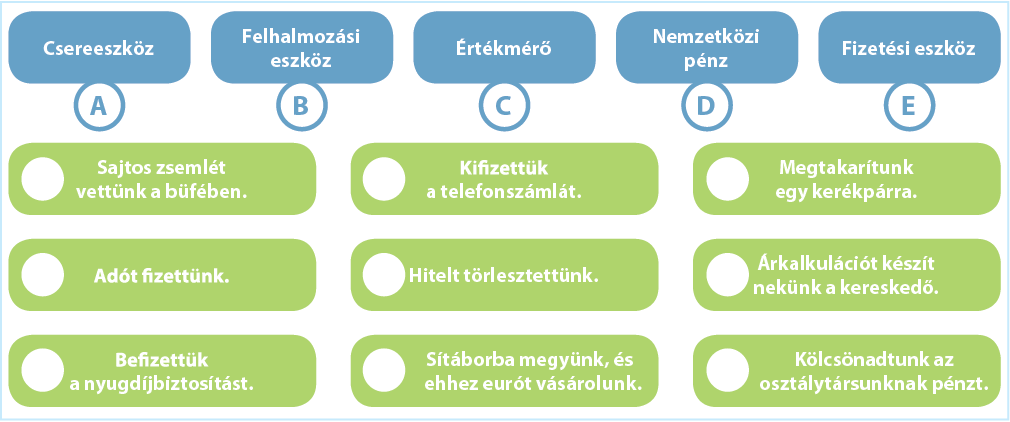 Csereeszköz
Felhalmozási
eszköz
Értékmérő
Nemzetközi
pénz
Fizetési eszköz
A
B
C
D
E
Sajtos zsemlét
vettünk a büfében.
Kifizettük
a telefonszámlát.
Megtakarítunk
egy kerékpárra.
Adót fizettünk.
Hitelt törlesztettünk.
Árkalkulációt készít
nekünk a kereskedő.
Befizettük
a nyugdíjbiztosítást.
Sítáborba megyünk, és
ehhez eurót vásárolunk.
Kölcsönadtunk az
osztálytársunknak pénzt.